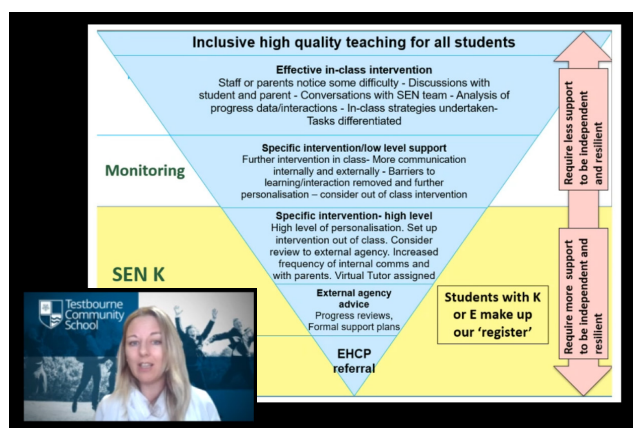 Inclusive high quality teaching for all students
Effective in-class intervention
Staff or parents notice some difficulty - Discussions with
student and parent - Conversations with SEN team - Analysis of
progress data/interactions - In-class strategies undertaken-
Tasks differentiated
Monitoring
Specific intervention/low level support
Further intervention in class- More communication
internally and externally - Barriers to
learning/interaction removed and further
personalisation – consider out of class intervention
SEN K
Specific intervention- high level
High level of personalisation. Set up
intervention out of class. Consider
review to external agency. Increased
frequency of internal comms and
with parents. Virtual Tutor assigned
External agency
advice
Progress reviews,
Formal support plans
EHCP
referral
Students with K
or E make up
our ‘register’
Require less support
to be independent
and resilient
Require more support
to be independent and
resilient
Testbourne
Community
School